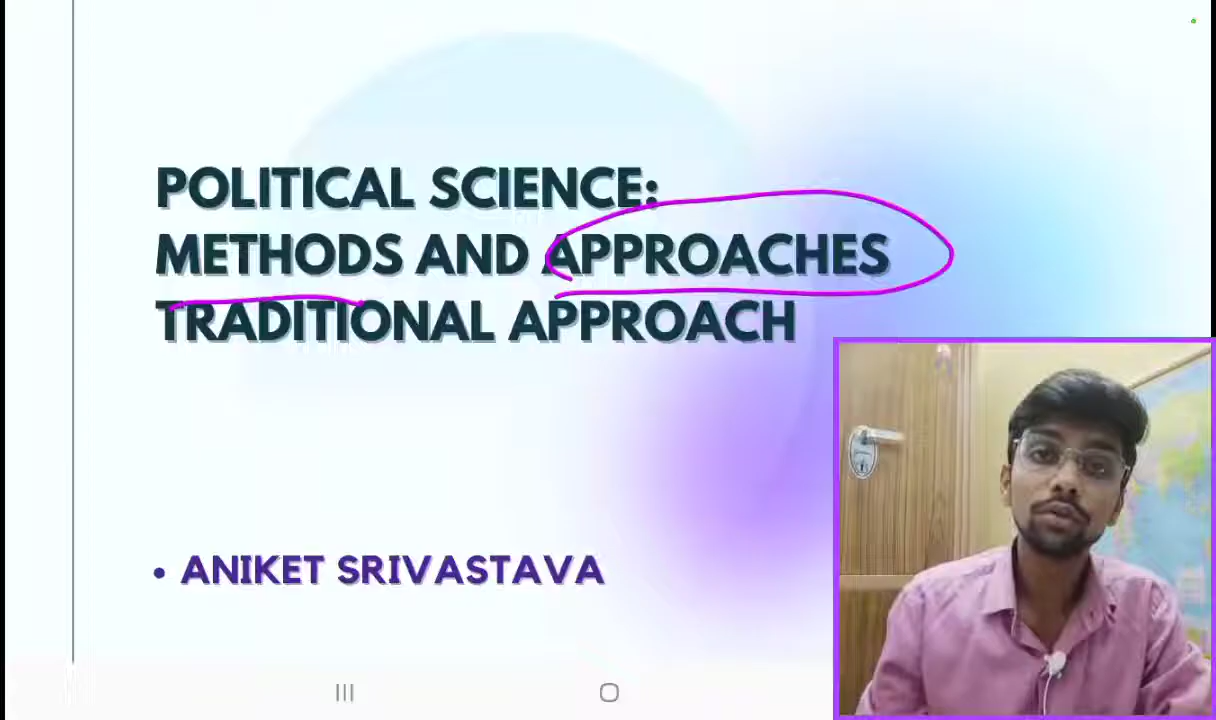 POLITICAL SCIENCE:
METHODS AND APPROACHES
TRADITIONAL APPROACH
• ANIKET SRIVASTAVA